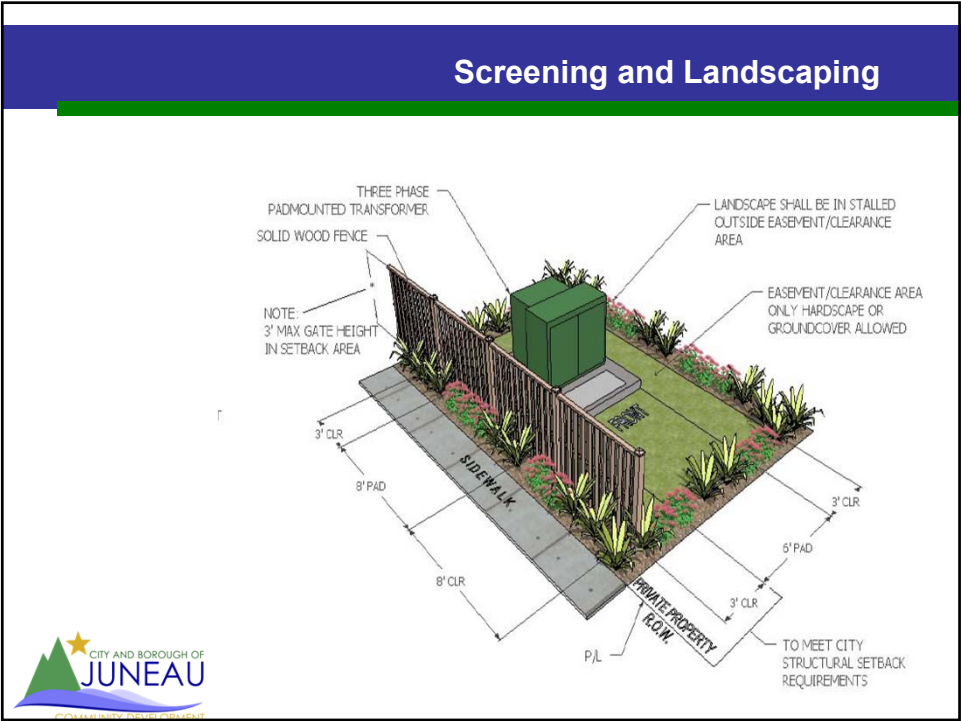 Screening and Landscaping
THREE PHASE
PADMOUNTED TRANSFORMER
SOLID WOOD FENCE
NOTE:
3' MAX GATE HEIGHT
IN SETBACK AREA
LANDSCAPE SHALL BE IN STALLED
OUTSIDE EASEMENT/CLEARANCE
AREA
EASEMENT/CLEARANCE AREA
ONLY HARDSCAPE OR
GROUNDCOVER ALLOWED
FRONT
SIDEWALK
3' CLR
8' PAD
8' CLR
3' CLR
6' PAD
3' CLR
PRIVATE PROPERTY
R.O.W.
P/L
TO MEET CITY
STRUCTURAL SETBACK
REQUIREMENTS
CITY AND BOROUGH OF
JUNEAU
COMMUNITY DEVELOPMENT